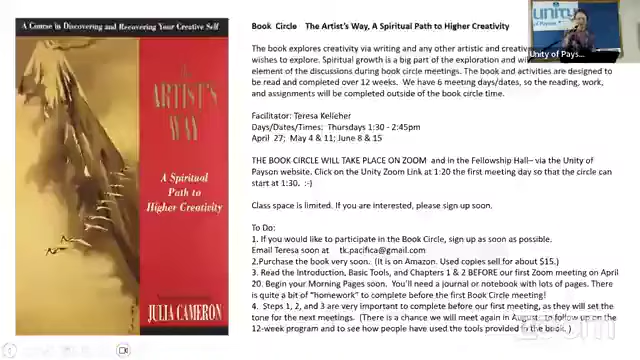 A Course in Discovering and Recovering Your Creative Self
ARTIST'S
WAY
A Spiritual
Path to
Higher Creativity
JULIA CAMERON
Book Circle The Artist's Way, A Spiritual Path to Higher Creativity
The book explores creativity via writing and any other artistic and creativ
wishes to explore. Spiritual growth is a big part of the exploration and wi
element of the discussions during book circle meetings. The book and activities are designed to
be read and completed over 12 weeks. We have 6 meeting days/dates, so the reading, work,
and assignments will be completed outside of the book circle time.
Facilitator: Teresa Kelleher
Days/Dates/Times; Thursdays 1:30 - 2:45pm
April 27; May 4 & 11; June 8 & 15
THE BOOK CIRCLE WILL TAKE PLACE ON ZOOM and in the Fellowship Hall– via the Unity of
Payson website. Click on the Unity Zoom Link at 1:20 the first meeting day so that the circle can
start at 1:30. :-)
Class space is limited. If you are interested, please sign up soon.
To Do:
1. If you would like to participate in the Book Circle, sign up as soon as possible.
Email Teresa soon at tk.pacifica@gmail.com
2.Purchase the book very soon. (It is on Amazon. Used copies sell for about $15.)
3. Read the Introduction, Basic Tools, and Chapters 1 & 2 BEFORE our first Zoom meeting on April
20. Begin your Morning Pages soon. You'll need a journal or notebook with lots of pages. There
is quite a bit of "homework" to complete before the first Book Circle meeting!
4. Steps 1, 2, and 3 are very important to complete before our first meeting, as they will set the
tone for the next meetings. (There is a chance we will meet again in August to follow up on the
12-week program and to see how people have used the tools provided in the book. )
unity
Unity of Pays...
zoom